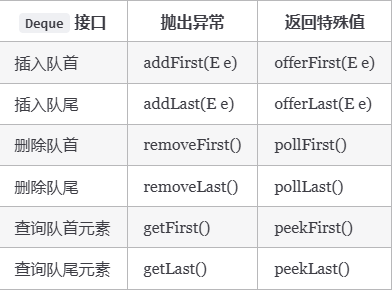 Deque 接口 抛出异常 返回特殊值
插入队首 addFirst(E e) offerFirst(E e)
插入队尾 addLast(E e) offerLast(E e)
删除队首 removeFirst() pollFirst()
删除队尾 removeLast() pollLast()
查询队首元素 getFirst() peekFirst()
查询队尾元素 getLast() peekLast()